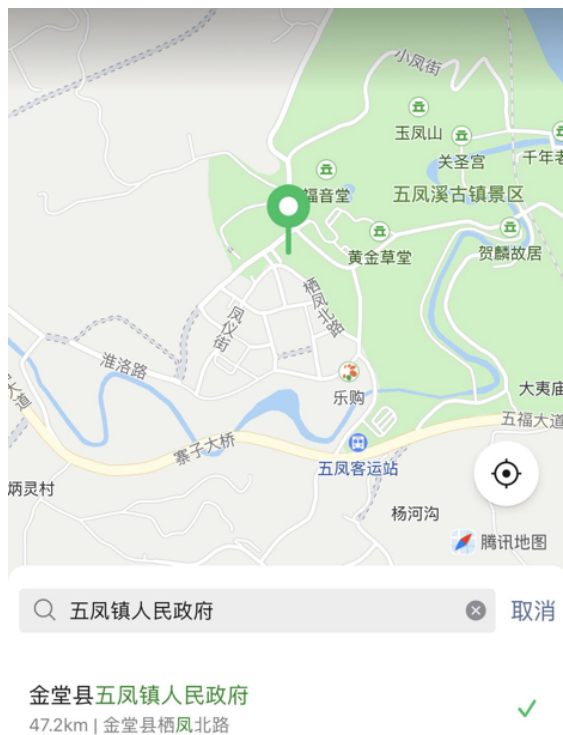 小凤街
玉凤山
关圣宫
千年老
福音堂
五凤溪古镇景区
黄金草堂
贺麟故居
栖凤北路
凤仪街
淮洛路
乐购
大夷庙
大道
五福大道
寨子大桥
五凤客运站
炳灵村
杨河沟
腾讯地图
五凤镇人民政府
取消
金堂县五凤镇人民政府
47.2km | 金堂县栖凤北路